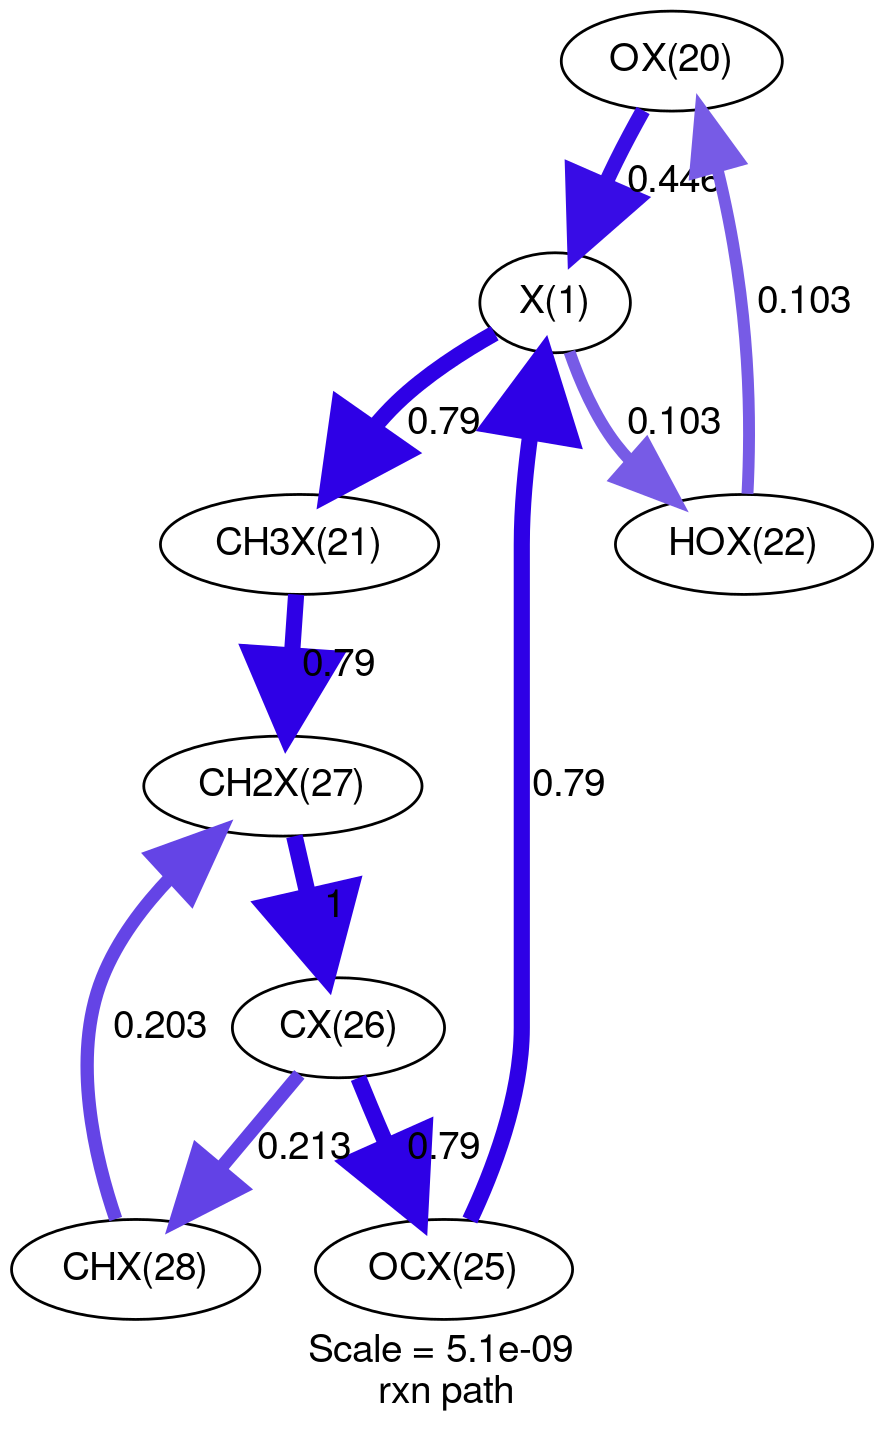 OX(20)
0.446
X(1)
0.103
0.79
0.103
CH3X(21)
HOX(22)
0.79
CH2X(27)
0.79
1
CX(26)
0.203
0.213
0.79
CHX(28)
OCX(25)
Scale = 5.1e-09
rxn path